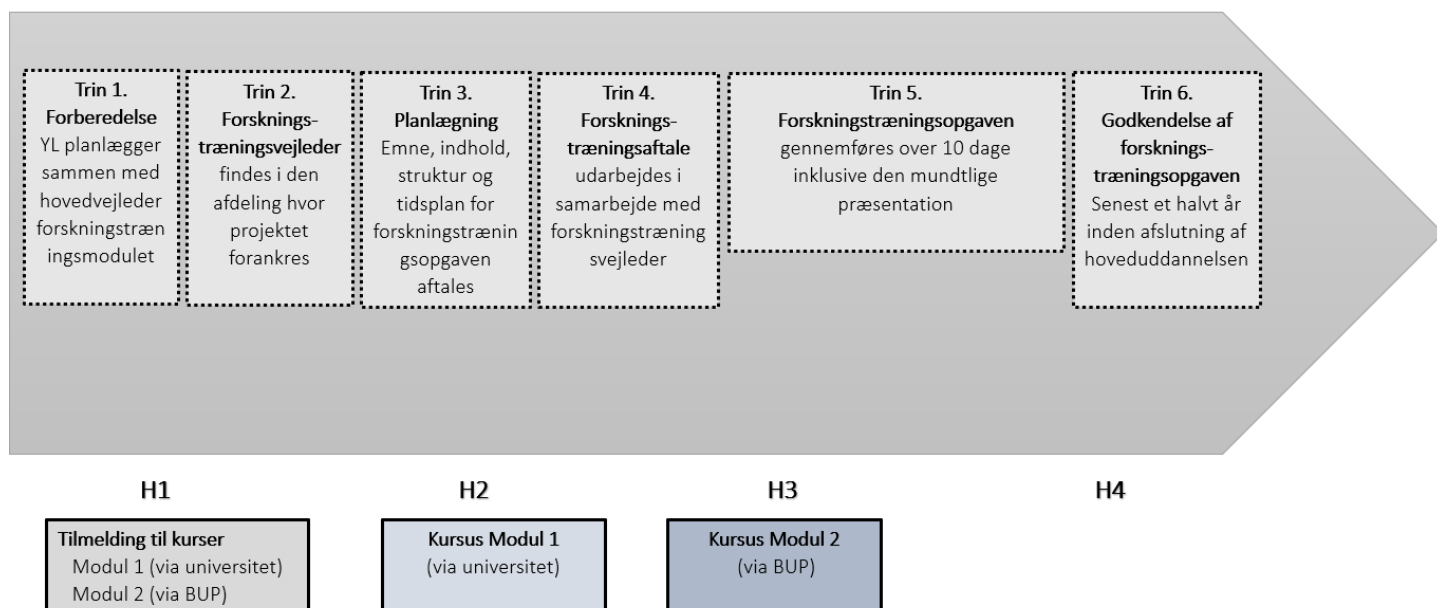 Trin 1.
Forberedelse
YL planlægger
sammen med
hovedvejleder
forskningstræn
ingsmodulet
Trin 2.
Forsknings-
træningsvejleder
findes i den
afdeling hvor
projektet
forankres
Trin 3.
Planlægning
Emne, indhold,
struktur og
tidsplan for
forskningstrænin
gsopgaven
aftales
Trin 4.
Forsknings-
træningsaftale
udarbejdes i
samarbejde med
forskningstræning
svejleder
Trin 5.
Forskningstræningsopgaven
gennemføres over 10 dage
inklusive den mundtlige
præsentation
Trin 6.
Godkendelse af
forsknings-
træningsopgaven
Senest et halvt år
inden afslutning af
hoveduddannelsen
H1
H2
H3
H4
Tilmelding til kurser
Modul 1 (via universitet)
Modul 2 (via BUP)
Kursus Modul 1
(via universitet)
Kursus Modul 2
(via BUP)